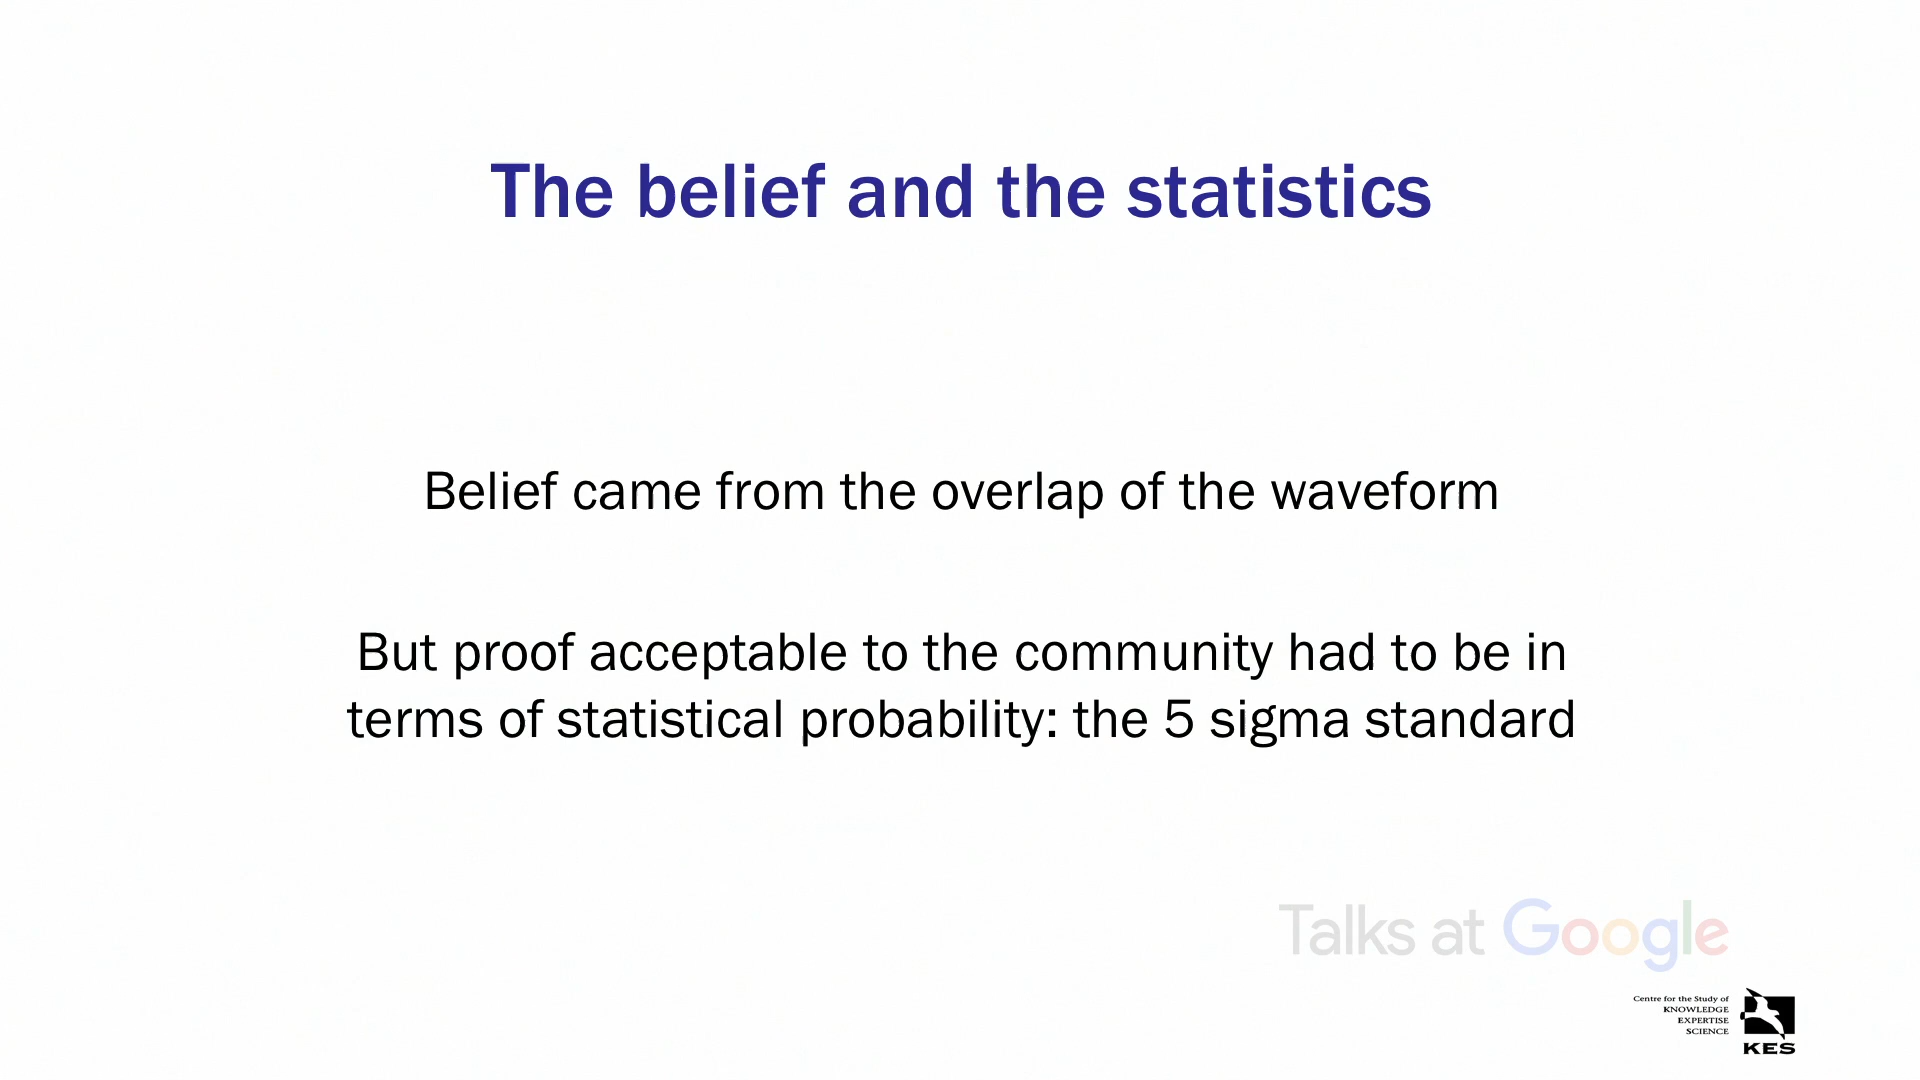 The belief and the statistics
Belief came from the overlap of the waveform
But proof acceptable to the community had to be in
terms of statistical probability: the 5 sigma standard
Talks at Google
Centre for the Study of
KNOWLEDGE
EXPERTISE
SCIENCE
KES